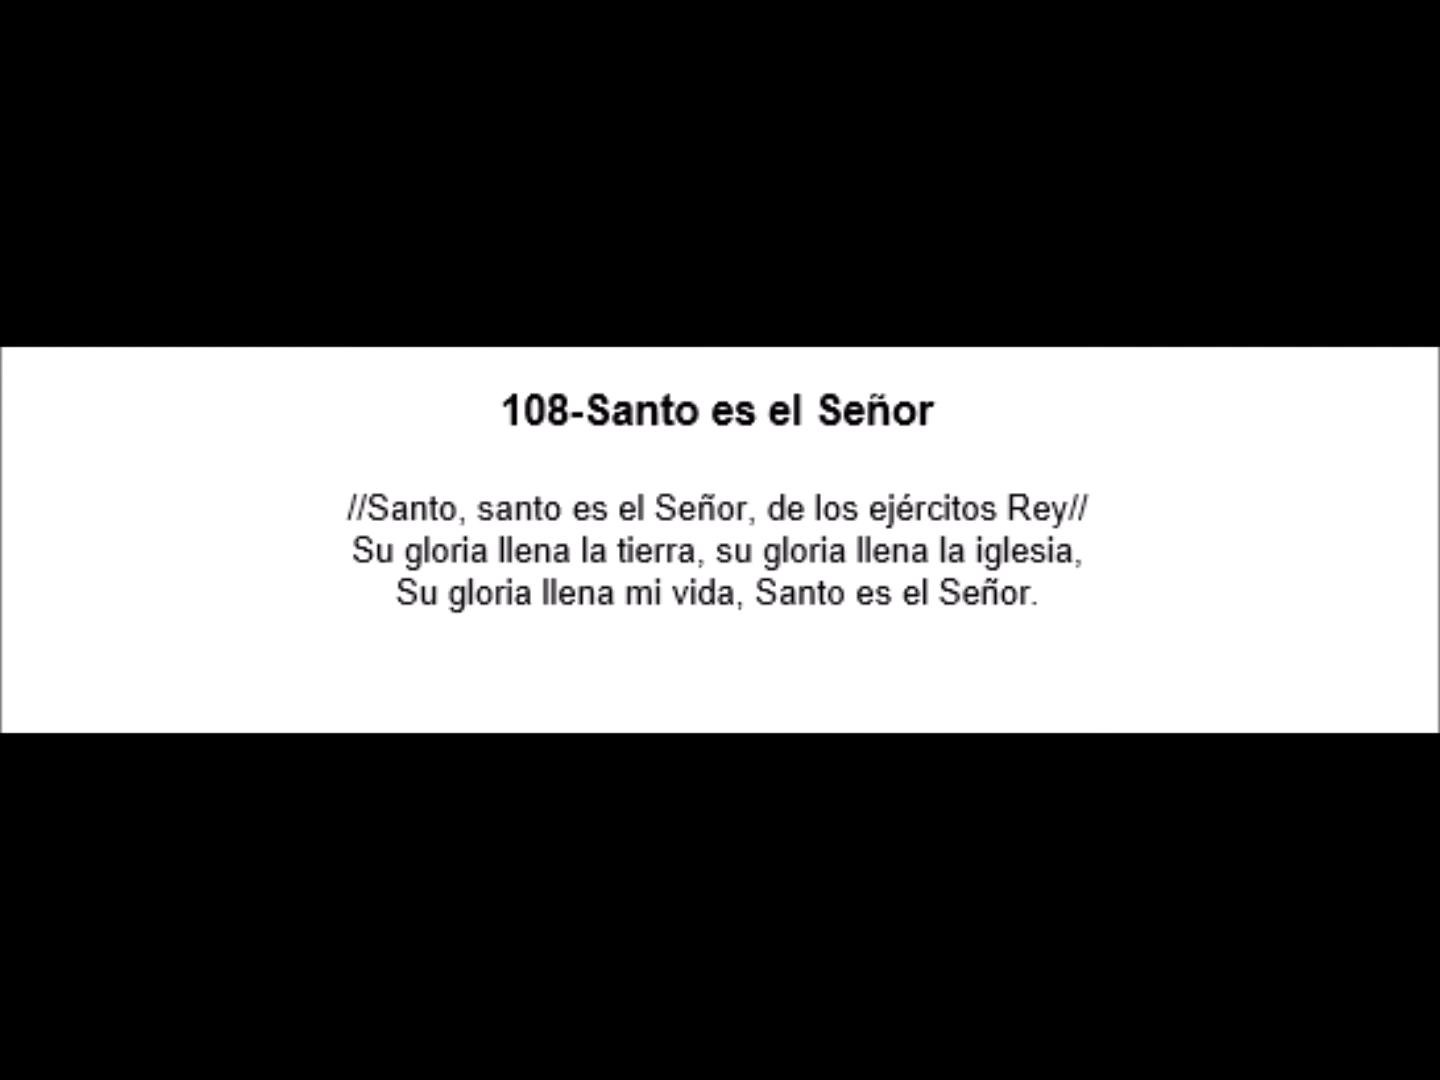 108-Santo es el Señor
//Santo, santo es el Señor, de los ejércitos Rey//
Su gloria llena la tierra, su gloria llena la iglesia,
Su gloria llena mi vida, Santo es el Señor.